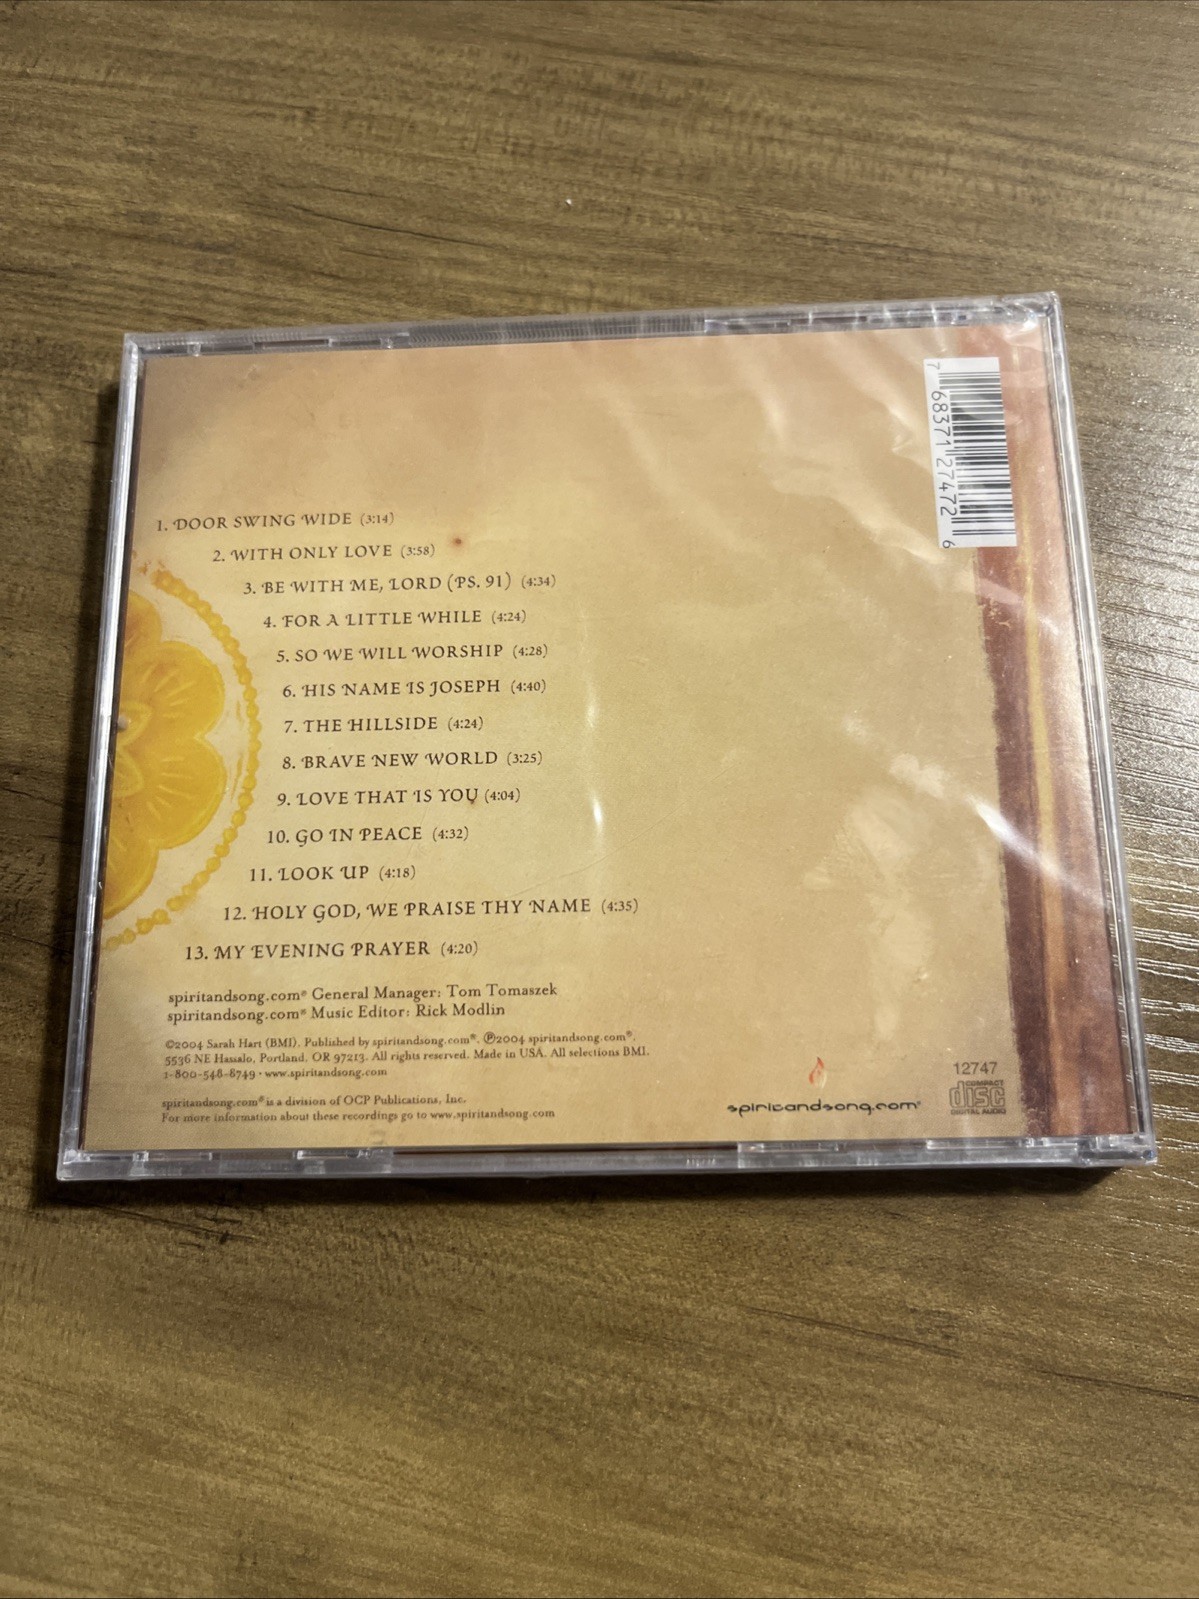 1. DOOR SWING WIDE (3:14)
2. WITH ONLY LOVE (3:58)
3. BE WITH ME, LORD (PS. 91) (4:34)
4. FOR A LITTLE WHILE (4:24)
5. SO WE WILL WORSHIP (4:28)
6. HIS NAME IS JOSEPH (4:40)
7. THE HILLSIDE (4:24)
8. BRAVE NEW WORLD (3:25)
9. LOVE THAT IS YOU (4:04)
10. GO IN PEACE (4:32)
11. LOOK UP (4:18)
12. HOLY GOD, WE PRAISE THY NAME (4:35)
13. MY EVENING PRAYER (4:20)
spiritandsong.com® General Manager: Tom Tomaszek
spiritandsong.com® Music Editor: Rick Modlin
©2004 Sarah Hart (BMI). Published by spiritandsong.com®. ℗2004 spiritandsong.com®,
5536 NE Hassalo, Portland, OR 97213. All rights reserved. Made in USA. All selections BMI.
1-800-548-8749 · www.spiritandsong.com
spiritandsong.com® is a division of OCP Publications, Inc.
For more information about these recordings go to www.spiritandsong.com
spiritandsong.com®
12747
COMPACT
disc
DIGITAL AUDIO
7 68371 27472 6